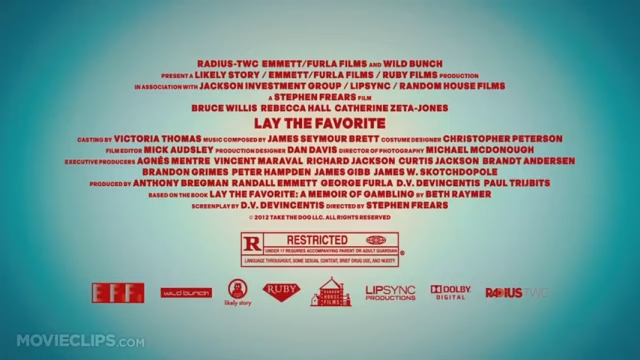 RADIUS-TWC EMMETT/FURLA FILMS AND WILD BUNCH
PRESENT A LIKELY STORY / EMMETT/FURLA FILMS / RUBY FILMS PRODUCTION
IN ASSOCIATION WITH JACKSON INVESTMENT GROUP / LIPSYNC / RANDOM HOUSE FILMS
A STEPHEN FREARS FILM
BRUCE WILLIS REBECCA HALL CATHERINE ZETA-JONES
LAY THE FAVORITE
CASTING BY VICTORIA THOMAS MUSIC COMPOSED BY JAMES SEYMOUR BRETT COSTUME DESIGNER CHRISTOPHER PETERSON
FILM EDITOR MICK AUDSLEY PRODUCTION DESIGNER DAN DAVIS DIRECTOR OF PHOTOGRAPHY MICHAEL MCDONOUGH
EXECUTIVE PRODUCERS AGNÈS MENTRE VINCENT MARAVAL RICHARD JACKSON CURTIS JACKSON BRANDT ANDERSEN
BRANDON GRIMES PETER HAMPDEN JAMES GIBB JAMES W. SKOTCHDOPOLE
PRODUCED BY ANTHONY BREGMAN RANDALL EMMETT GEORGE FURLA D.V. DEVINCENTIS PAUL TRIJBITS
BASED ON THE BOOK LAY THE FAVORITE: A MEMOIR OF GAMBLING BY BETH RAYMER
SCREENPLAY BY D.V. DEVINCENTIS DIRECTED BY STEPHEN FREARS
© 2012 TAKE THE DOG LLC. ALL RIGHTS RESERVED
R RESTRICTED
UNDER 17 REQUIRES ACCOMPANYING PARENT OR ADULT GUARDIAN
LANGUAGE THROUGHOUT, SOME SEXUAL CONTENT, BRIEF DRUG USE, AND NUDITY
®
EFF
WILD BUNCH
likely story
RUBY
RANDOM HOUSE FILMS
LIPSYNC PRODUCTIONS
DOLBY DIGITAL
RADIUS TWC
MOVIECLIPS.COM